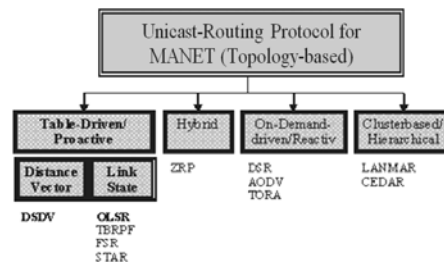 Unicast-Routing Protocol for
MANET (Topology-based)
Table-Driven/
Proactive
Hybrid
On-Demand-
driven/Reactiv
Clusterbased/
Hierarchical
Distance
Vector
Link
State
ZRP
DSR
AODV
TORA
LANMAR
CEDAR
DSDV
OLSR
TBRPF
FSR
STAR